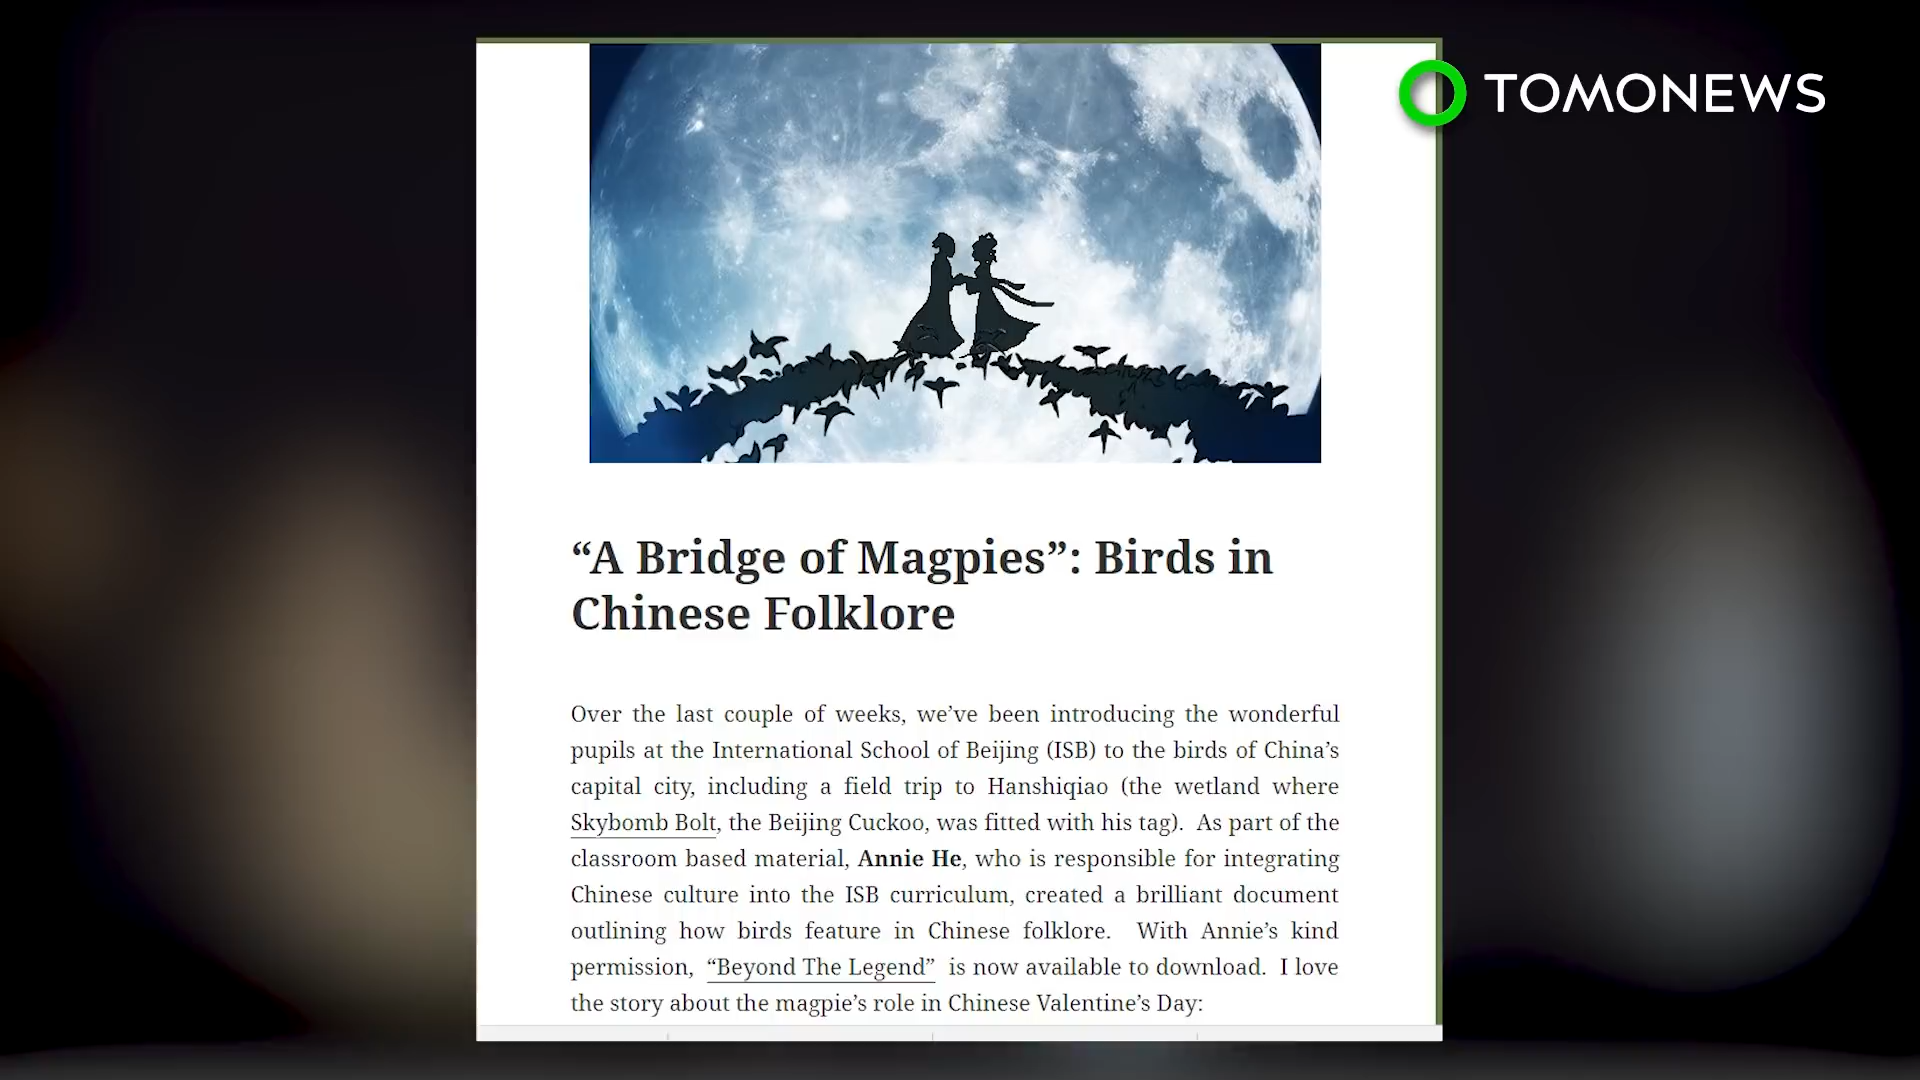 TOMONEWS
“A Bridge of Magpies”: Birds in
Chinese Folklore
Over the last couple of weeks, we’ve been introducing the wonderful
pupils at the International School of Beijing (ISB) to the birds of China’s
capital city, including a field trip to Hanshiqiao (the wetland where
Skybomb Bolt, the Beijing Cuckoo, was fitted with his tag).  As part of the
classroom based material, Annie He, who is responsible for integrating
Chinese culture into the ISB curriculum, created a brilliant document
outlining how birds feature in Chinese folklore.  With Annie’s kind
permission,  “Beyond The Legend”  is now available to download.  I love
the story about the magpie’s role in Chinese Valentine’s Day: